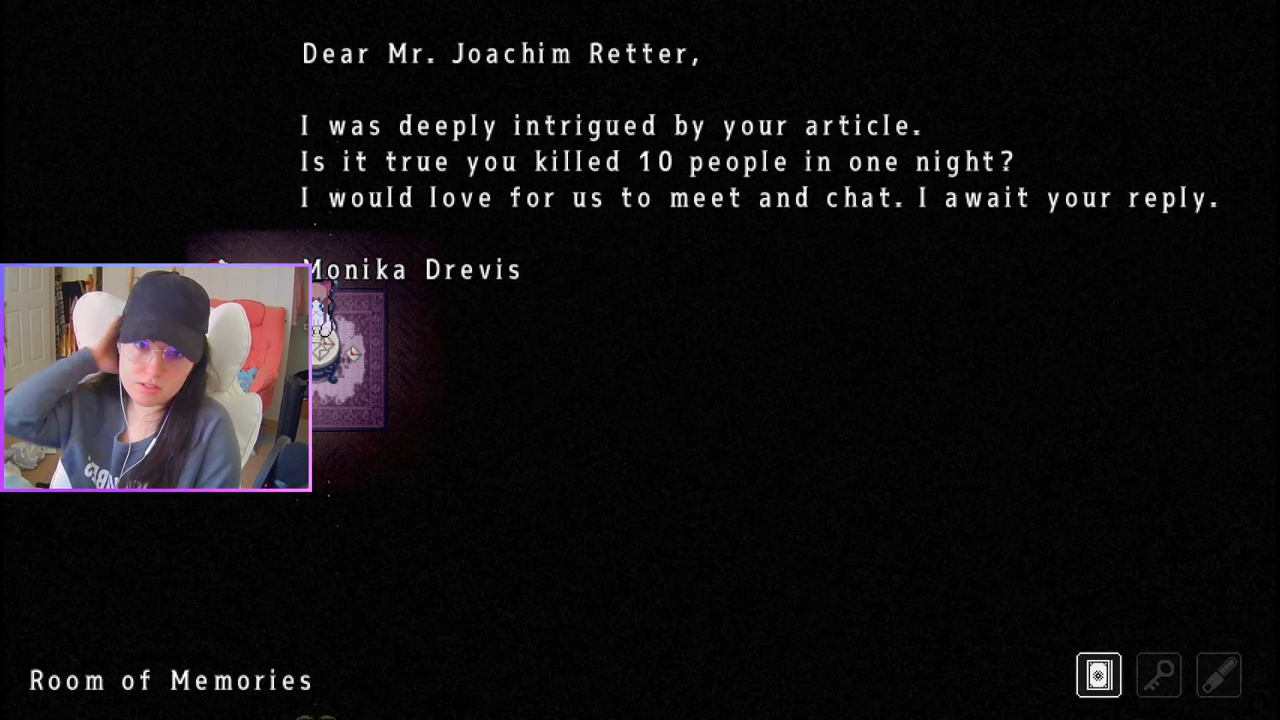 Dear Mr. Joachim Retter,
I was deeply intrigued by your article.
Is it true you killed 10 people in one night?
I would love for us to meet and chat. I await your reply.
Monika Drevis
Room of Memories